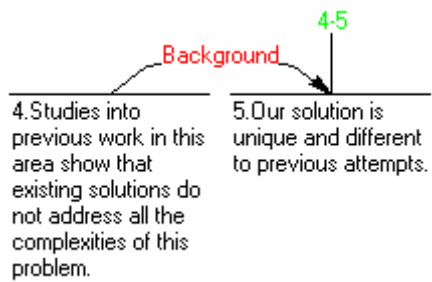 4-5
Background
4.Studies into
previous work in this
area show that
existing solutions do
not address all the
complexities of this
problem.
5.Our solution is
unique and different
to previous attempts.